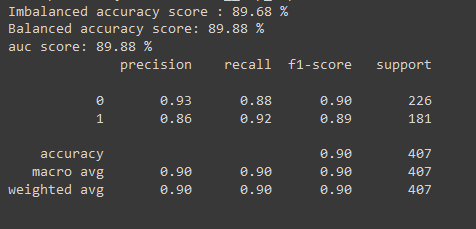 Imbalanced accuracy score : 89.68 %
Balanced accuracy score: 89.88 %
auc score: 89.88 %
precision recall f1-score support
0 0.93 0.88 0.90 226
1 0.86 0.92 0.89 181
accuracy 0.90 407
macro avg 0.90 0.90 0.90 407
weighted avg 0.90 0.90 0.90 407